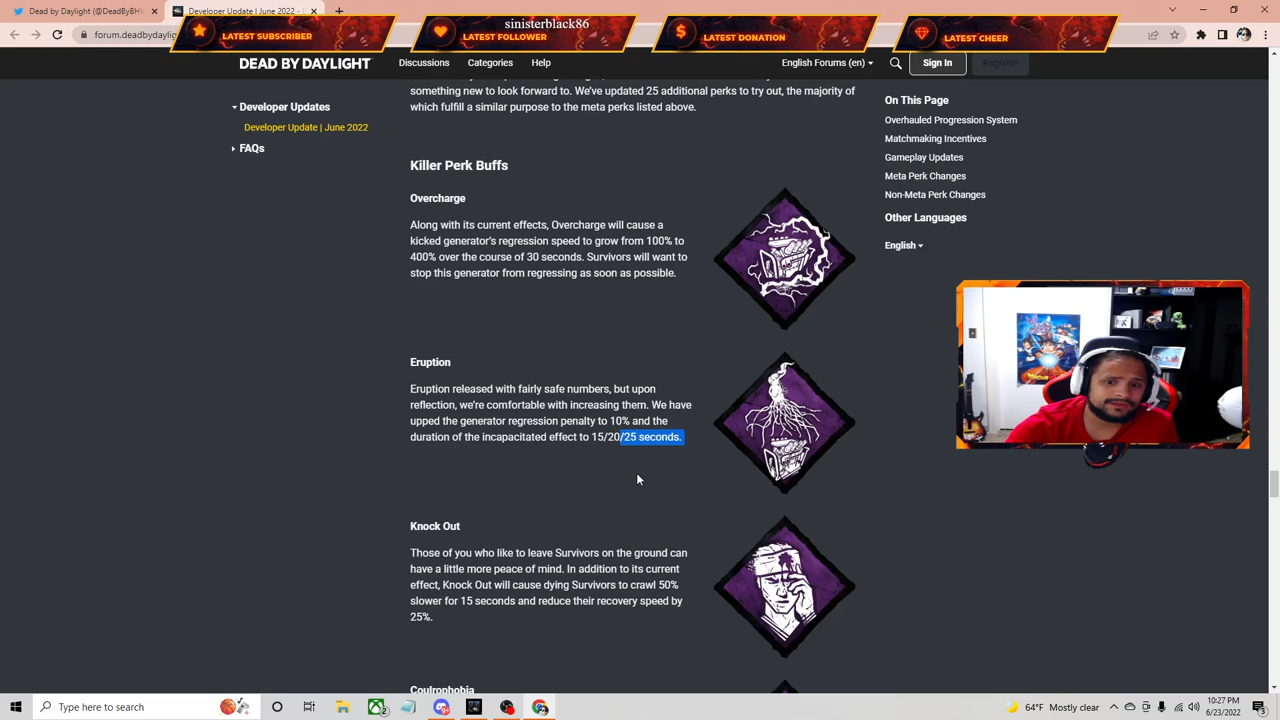 Dead By Daylight (@DeadByBHV
Developer Update | June 2022 - D
sinisterblack86
LATEST SUBSCRIBER
LATEST FOLLOWER
LATEST DONATION
LATEST CHEER
forum.deadbydaylig
DEAD BY DAYLIGHT
Discussions
Categories
Help
English Forums (en)
Sign In
Register
Developer Updates
Developer Update | June 2022
FAQs
something new to look forward to. We've updated 25 additional perks to try out, the majority of
which fulfill a similar purpose to the meta perks listed above.
Killer Perk Buffs
Overcharge
Along with its current effects, Overcharge will cause a
kicked generator's regression speed to grow from 100% to
400% over the course of 30 seconds. Survivors will want to
stop this generator from regressing as soon as possible.
Eruption
Eruption released with fairly safe numbers, but upon
reflection, we're comfortable with increasing them. We have
upped the generator regression penalty to 10% and the
duration of the incapacitated effect to 15/20/25 seconds.
Knock Out
Those of you who like to leave Survivors on the ground can
have a little more peace of mind. In addition to its current
effect, Knock Out will cause dying Survivors to crawl 50%
slower for 15 seconds and reduce their recovery speed by
25%.
Coulrophobia
On This Page
Overhauled Progression System
Matchmaking Incentives
Gameplay Updates
Meta Perk Changes
Non-Meta Perk Changes
Other Languages
English
Type here to search
64°F Mostly clear
10:27 PM
6/23/2022